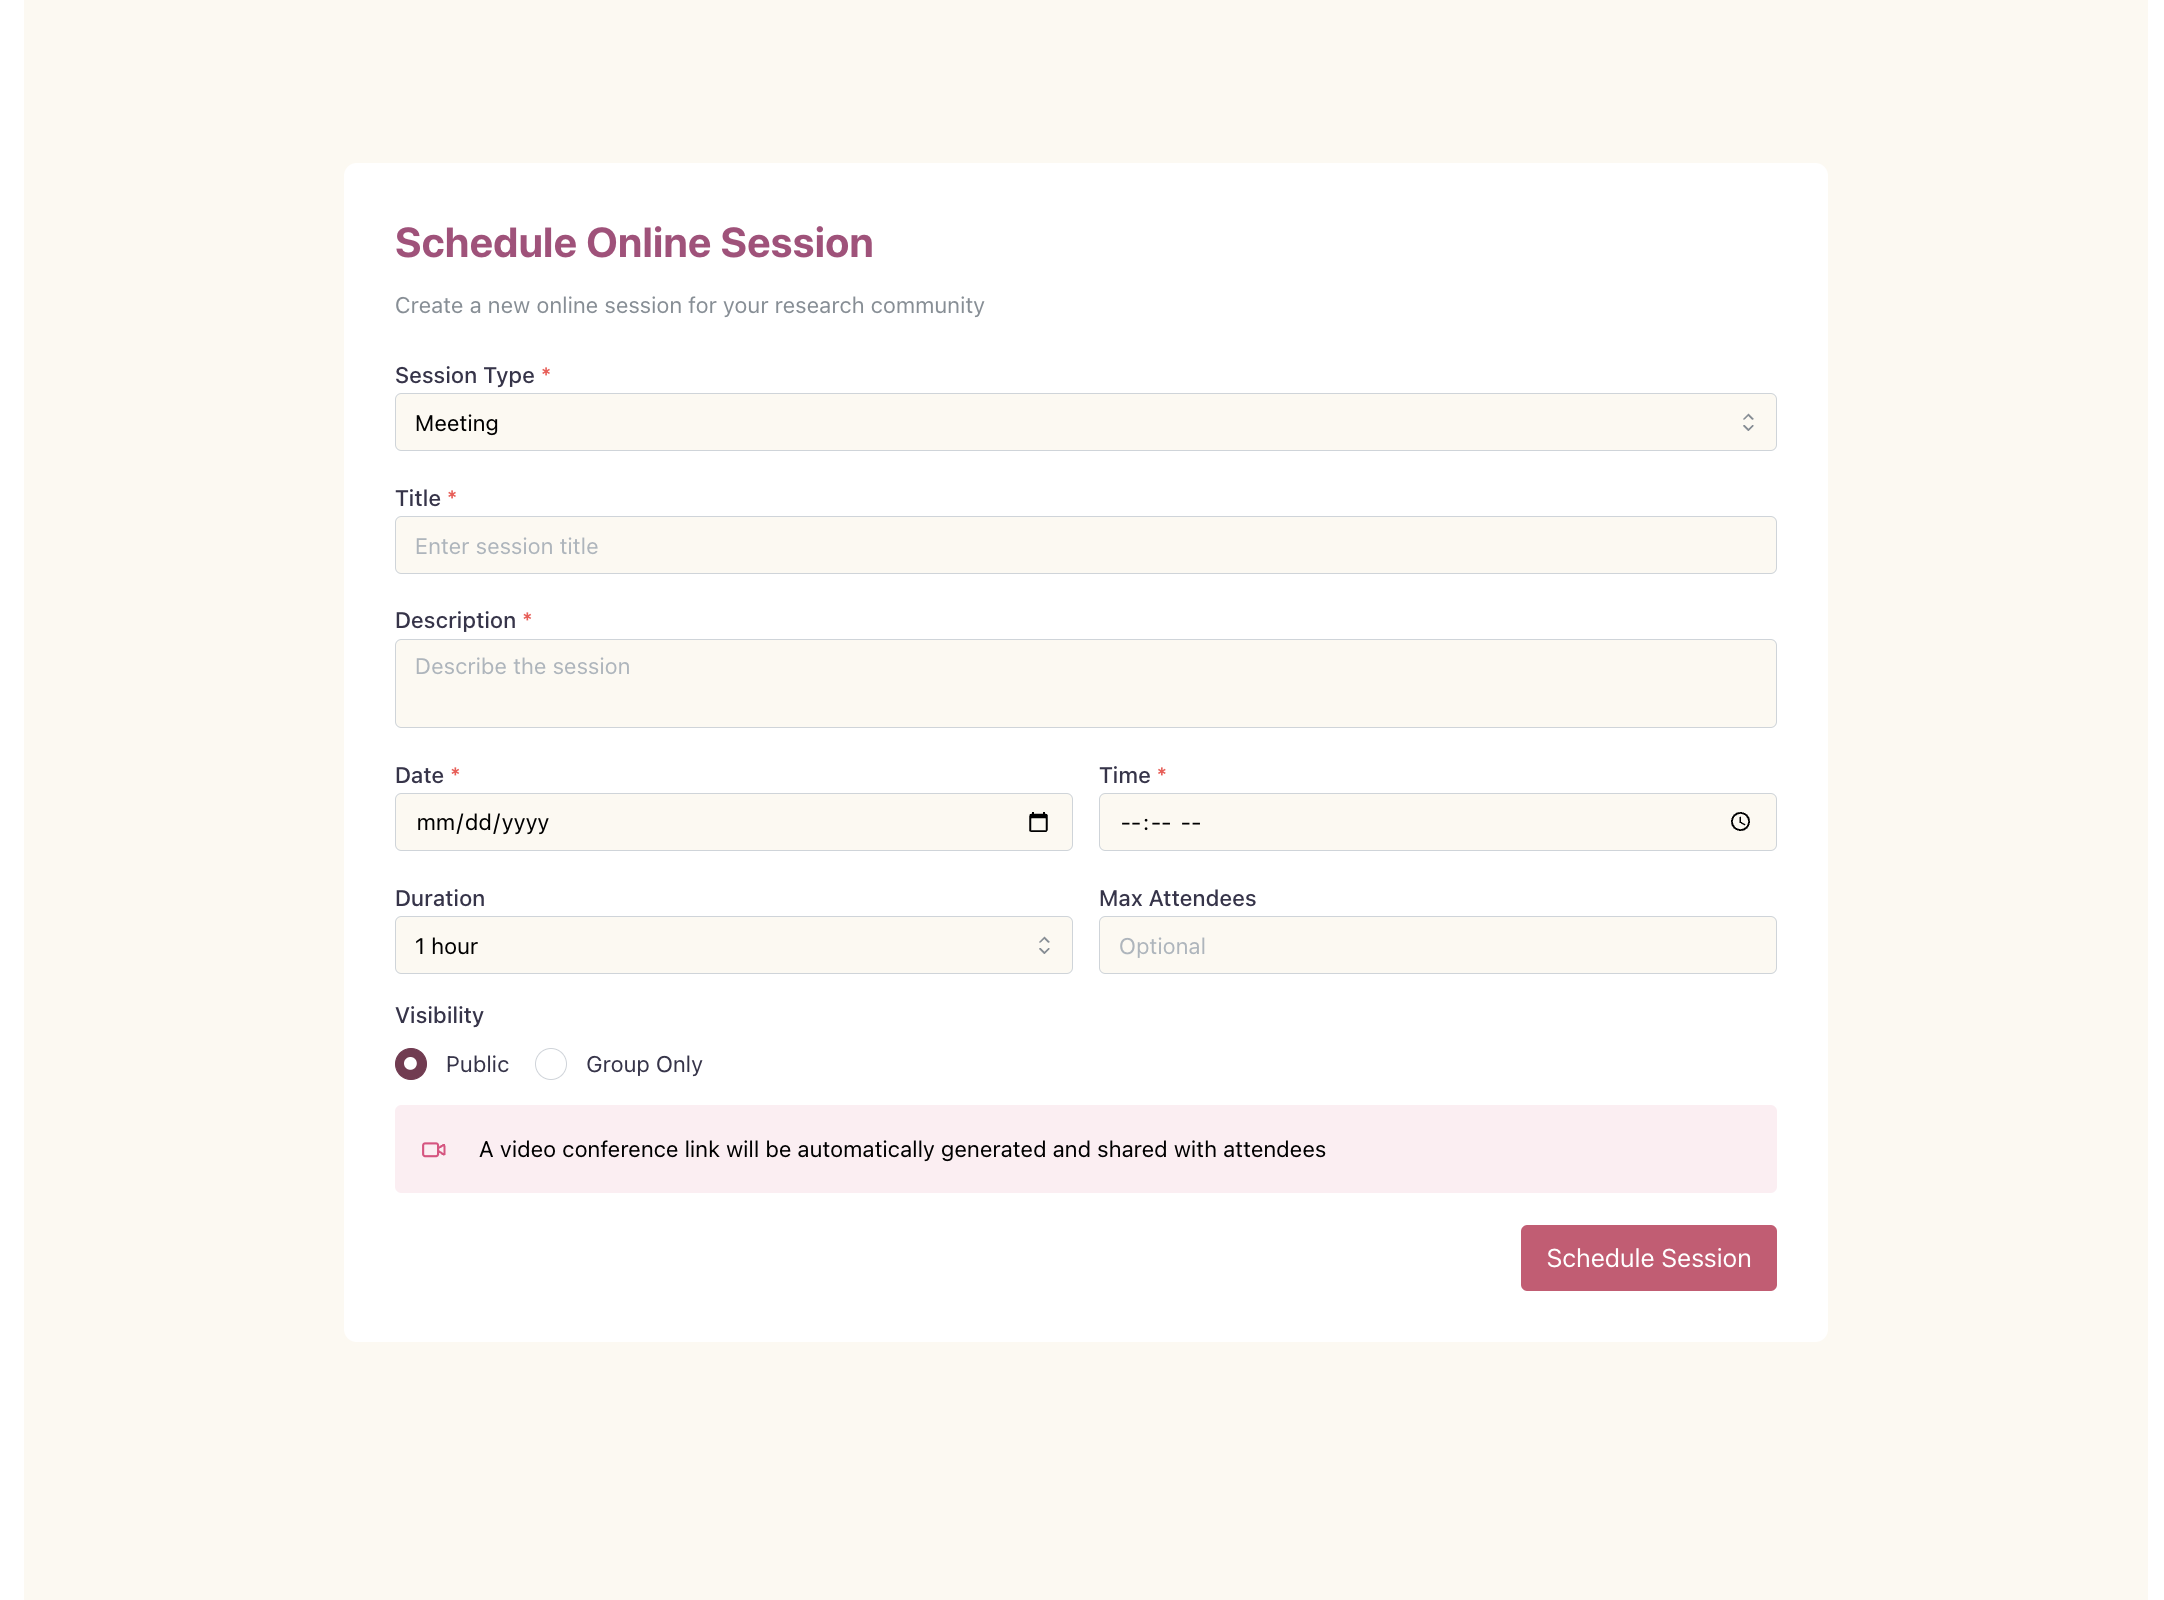 Schedule Online Session
Create a new online session for your research community
Session Type *
Meeting
Title *
Enter session title
Description *
Describe the session
Date *
Time *
mm/dd/yyyy
--:-- --
Duration
Max Attendees
1 hour
Optional
Visibility
Public
Group Only
A video conference link will be automatically generated and shared with attendees
Schedule Session